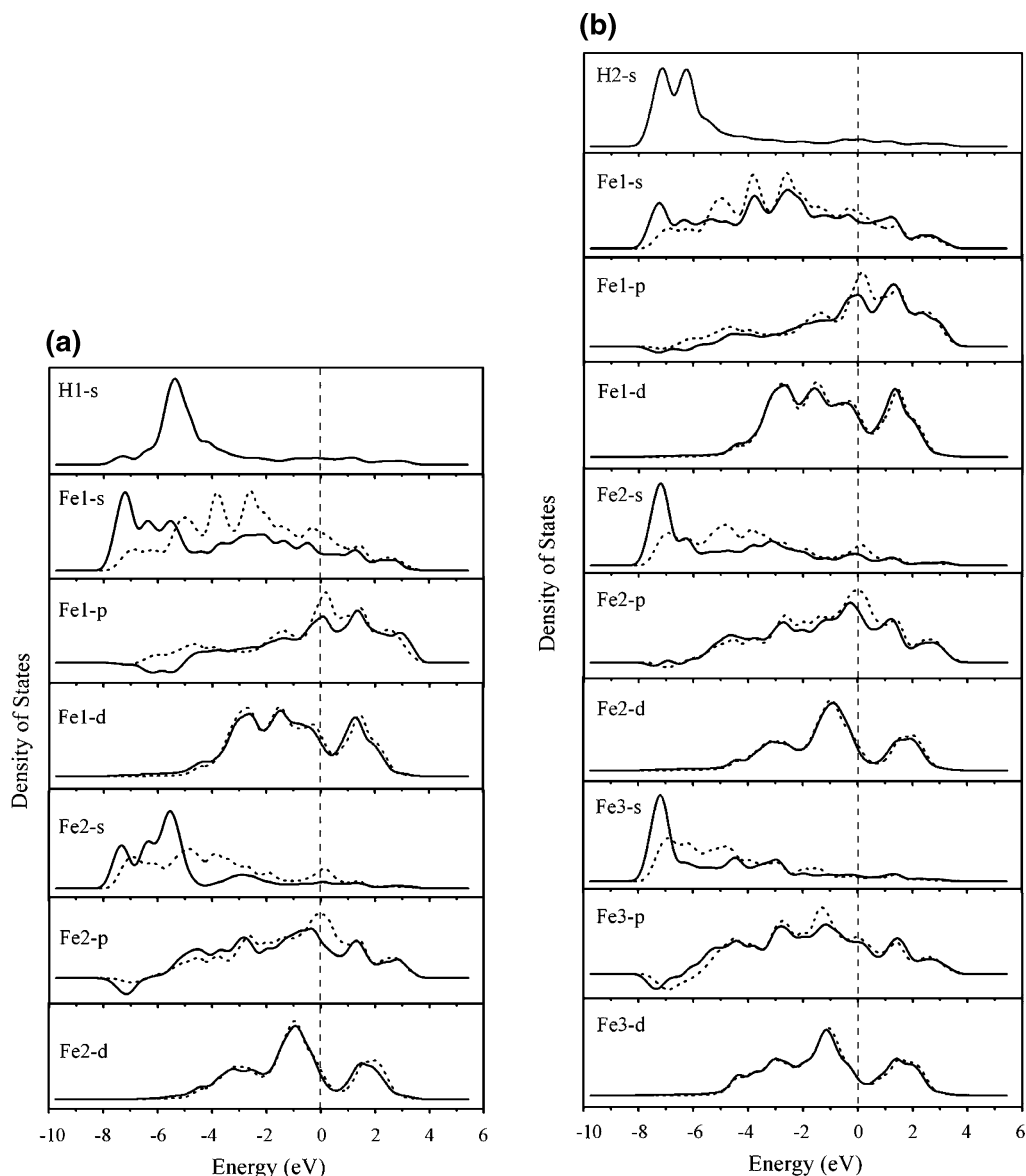 (a)
H1-s
Fe1-s
Fe1-p
Fe1-d
Fe2-s
Fe2-p
Fe2-d
Density of States
-10 -8 -6 -4 -2 0 2 4 6
Energy (eV)
(b)
H2-s
Fe1-s
Fe1-p
Fe1-d
Fe2-s
Fe2-p
Fe2-d
Fe3-s
Fe3-p
Fe3-d
Density of States
-10 -8 -6 -4 -2 0 2 4 6
Energy (eV)